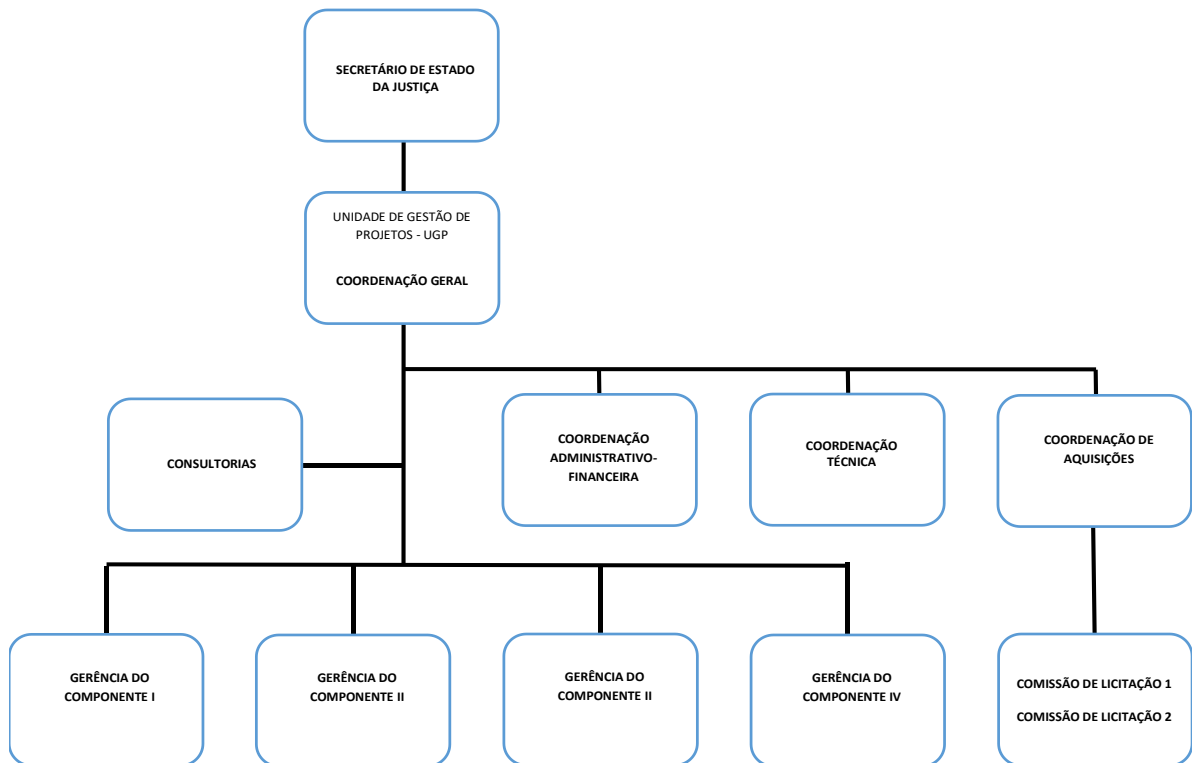 SECRETÁRIO DE ESTADO
DA JUSTIÇA
UNIDADE DE GESTÃO DE
PROJETOS - UGP
COORDENAÇÃO GERAL
CONSULTORIAS
COORDENAÇÃO
ADMINISTRATIVO-
FINANCEIRA
COORDENAÇÃO
TÉCNICA
COORDENAÇÃO DE
AQUISIÇÕES
GERÊNCIA DO
COMPONENTE I
GERÊNCIA DO
COMPONENTE II
GERÊNCIA DO
COMPONENTE II
GERÊNCIA DO
COMPONENTE IV
COMISSÃO DE LICITAÇÃO 1
COMISSÃO DE LICITAÇÃO 2